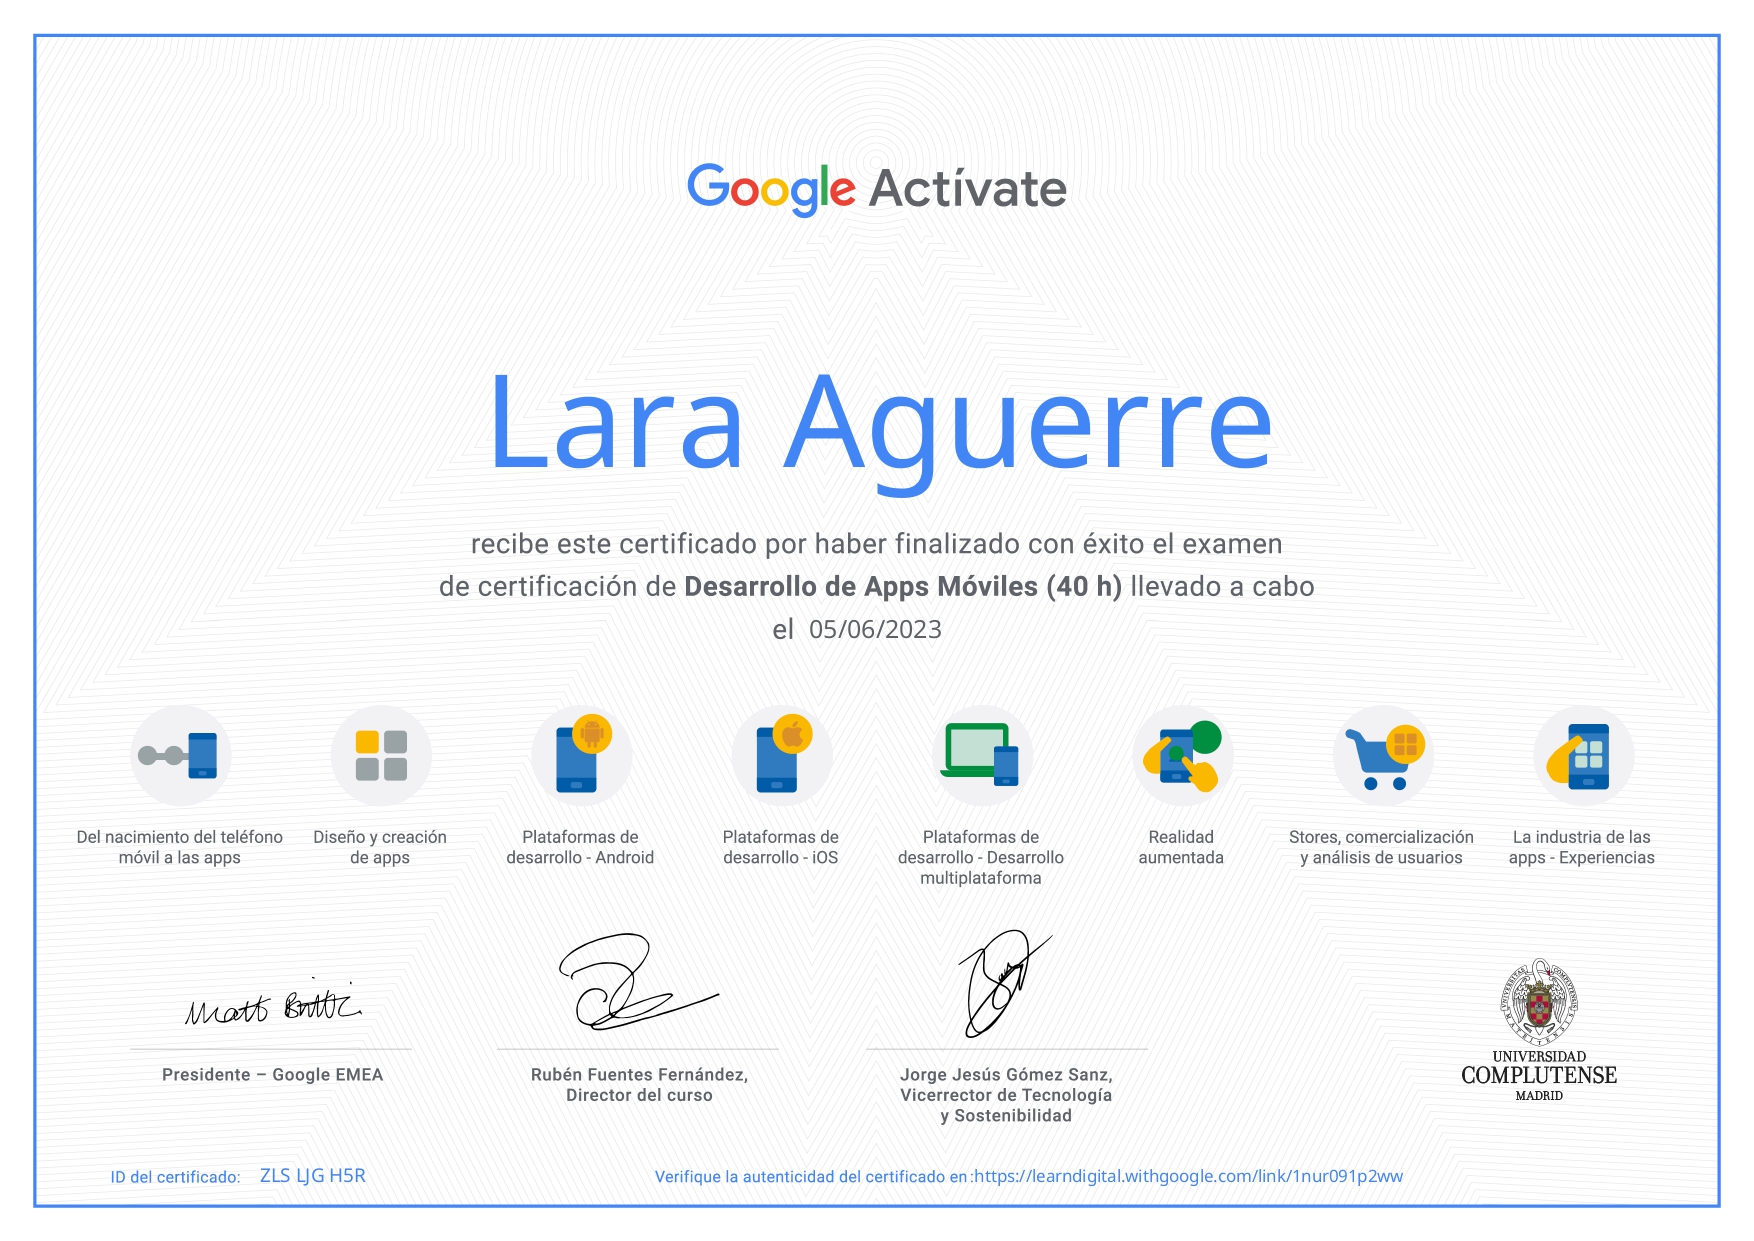 Google Actívate
Lara Aguerre
recibe este certificado por haber finalizado con éxito el examen
de certificación de Desarrollo de Apps Móviles (40 h) llevado a cabo
el 05/06/2023
Del nacimiento del teléfono
móvil a las apps
Diseño y creación
de apps
Plataformas de
desarrollo - Android
Plataformas de
desarrollo - iOS
Plataformas de
desarrollo - Desarrollo
multiplataforma
Realidad
aumentada
Stores, comercialización
y análisis de usuarios
La industria de las
apps - Experiencias
Matt Brittin
Presidente – Google EMEA
Rubén Fuentes Fernández,
Director del curso
Jorge Jesús Gómez Sanz,
Vicerrector de Tecnología
y Sostenibilidad
UNIVERSIDAD
COMPLUTENSE
MADRID
ID del certificado: ZLS LJG H5R
Verifique la autenticidad del certificado en:https://learndigital.withgoogle.com/link/1nur091p2ww